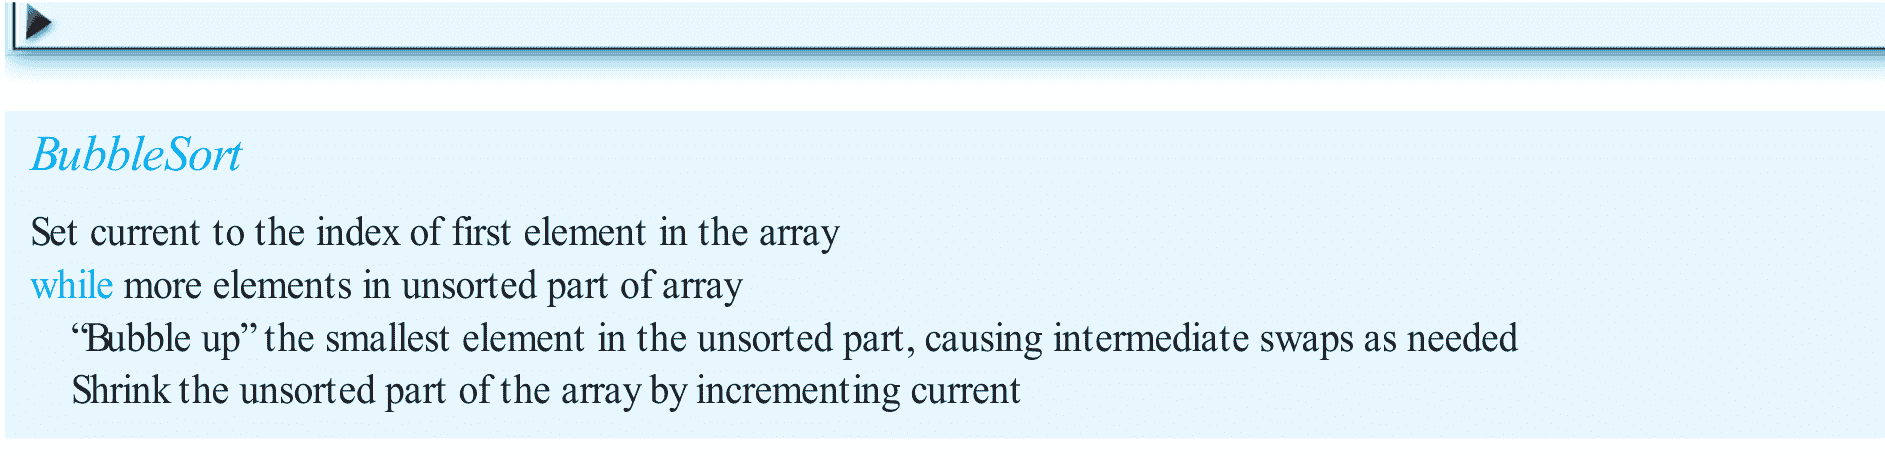 BubbleSort
Set current to the index of first element in the array
while more elements in unsorted part of array
“Bubble up” the smallest element in the unsorted part, causing intermediate swaps as needed
Shrink the unsorted part of the array by incrementing current